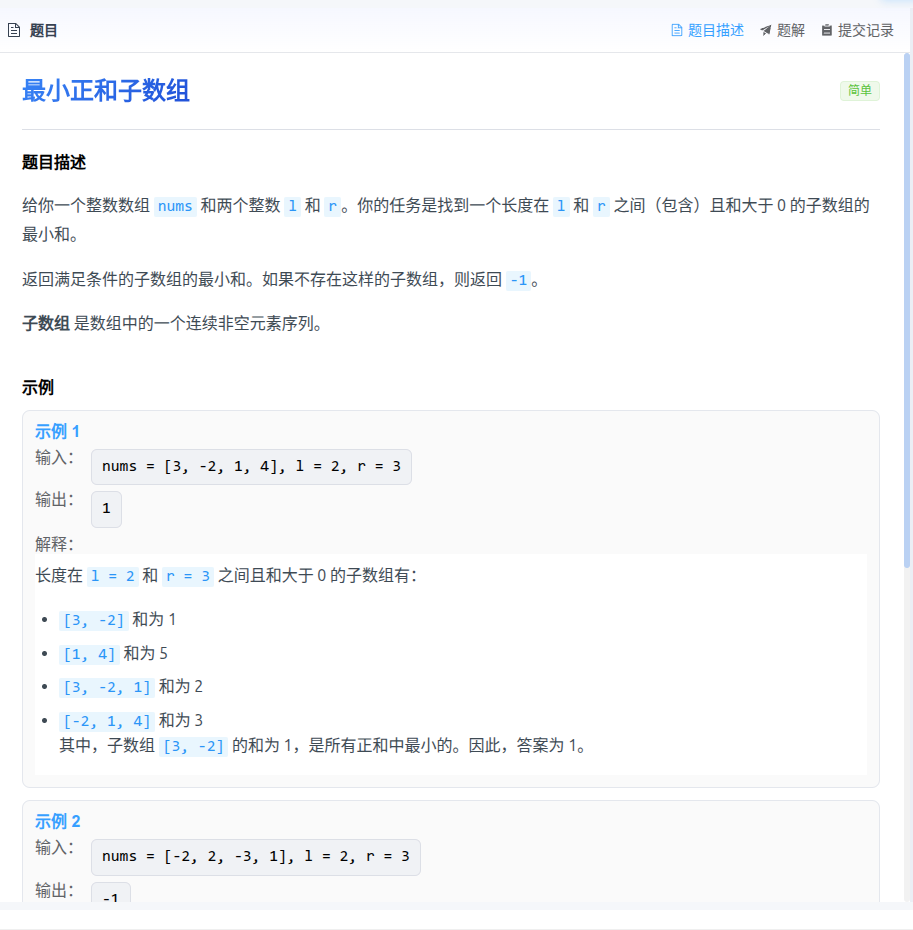 题目
题目描述 题解 提交记录
最小正和子数组
简单
题目描述
给你一个整数数组 nums 和两个整数 l 和 r。你的任务是找到一个长度在 l 和 r 之间（包含）且和大于 0 的子数组的
最小和。
返回满足条件的子数组的最小和。如果不存在这样的子数组，则返回 -1。
子数组 是数组中的一个连续非空元素序列。
示例
示例 1
输入： nums = [3, -2, 1, 4], l = 2, r = 3
输出： 1
解释：
长度在 l = 2 和 r = 3 之间且和大于 0 的子数组有：
[3, -2] 和为 1
[1, 4] 和为 5
[3, -2, 1] 和为 2
[-2, 1, 4] 和为 3
其中，子数组 [3, -2] 的和为 1，是所有正和中最小的。因此，答案为 1。
示例 2
输入： nums = [-2, 2, -3, 1], l = 2, r = 3
输出： -1